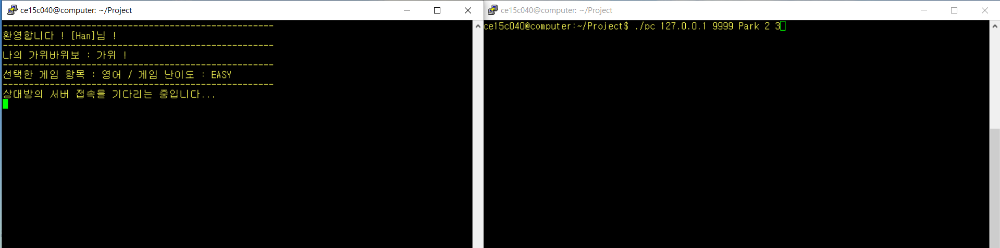 ce15c040@computer: ~/Project
----------------------------------------------------
환영합니다 ! [Han]님 !
----------------------------------------------------
나의 가위바위보 : 가위 !
----------------------------------------------------
선택한 게임 항목 : 영어 / 게임 난이도 : EASY
----------------------------------------------------
상대방의 서버 접속을 기다리는 중입니다...
ce15c040@computer: ~/Project
ce15c040@computer:~/Project$ ./pc 127.0.0.1 9999 Park 2 3